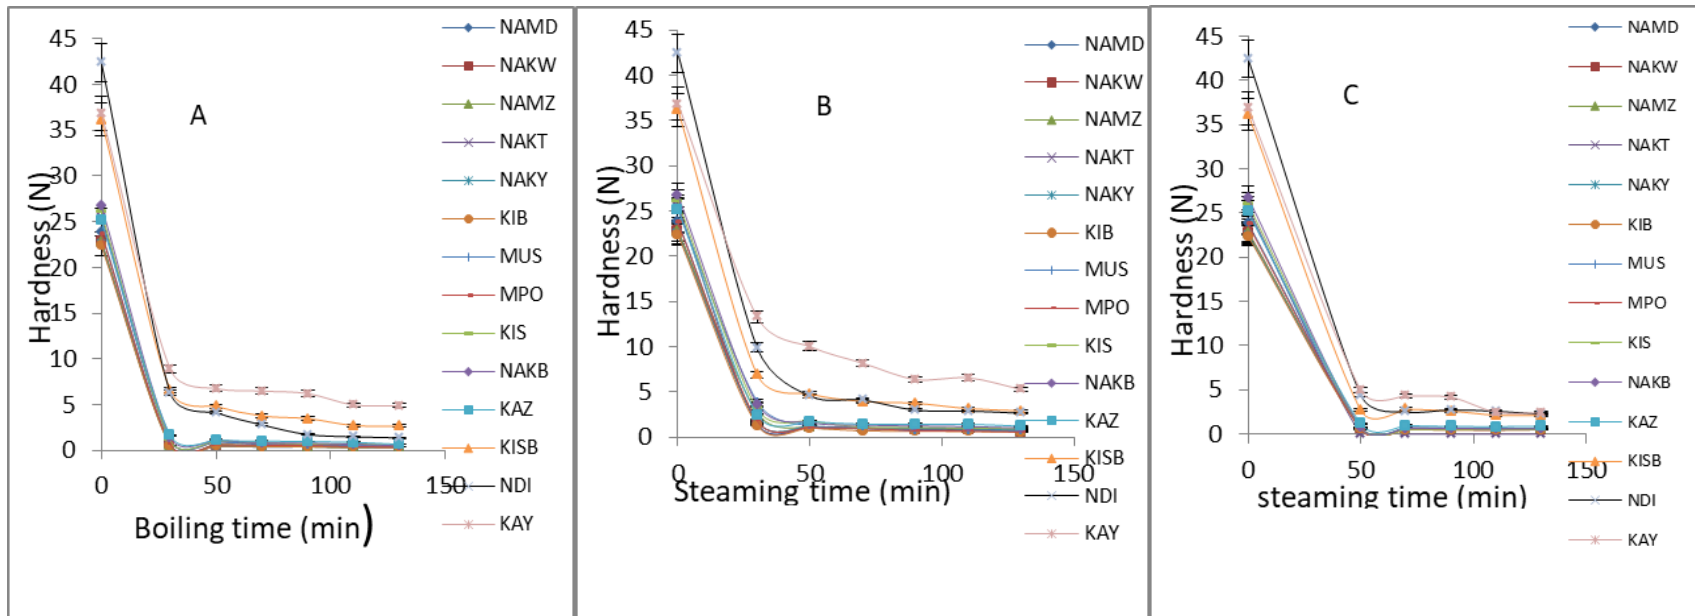 A
Hardness (N)
45
40
35
30
25
20
15
10
5
0
0
50
100
150
Boiling time (min)
NAMD
NAKW
NAMZ
NAKT
NAKY
KIB
MUS
MPO
KIS
NAKB
KAZ
KISB
NDI
KAY
B
Hardness (N)
45
40
35
30
25
20
15
10
5
0
0
50
100
150
Steaming time (min)
NAMD
NAKW
NAMZ
NAKT
NAKY
KIB
MUS
MPO
KIS
NAKB
KAZ
KISB
NDI
KAY
C
Hardness (N)
45
40
35
30
25
20
15
10
5
0
0
50
100
150
steaming time (min)
NAMD
NAKW
NAMZ
NAKT
NAKY
KIB
MUS
MPO
KIS
NAKB
KAZ
KISB
NDI
KAY